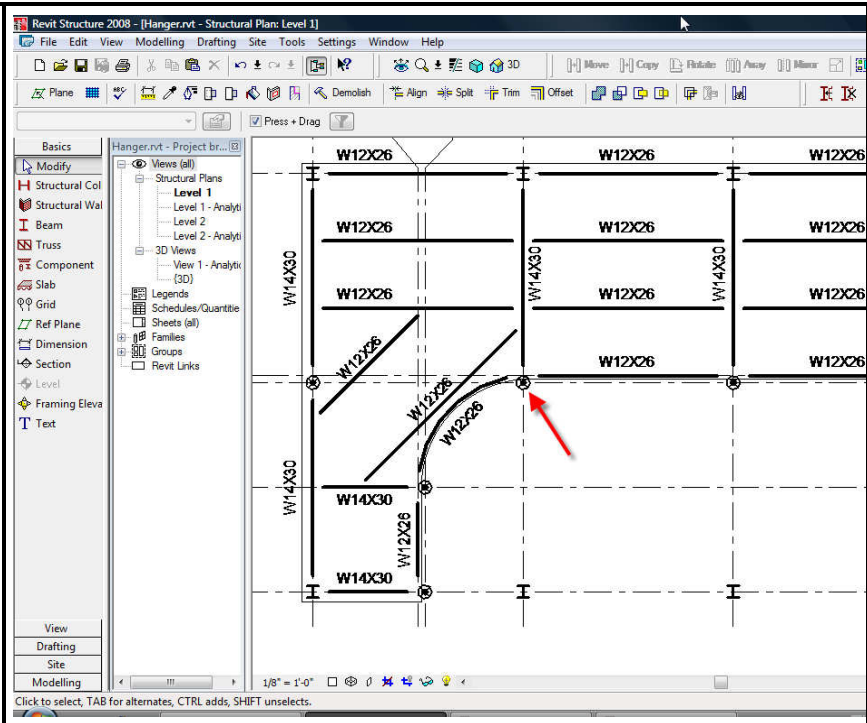 Revit Structure 2008 - [Hanger.rvt - Structural Plan: Level 1]
File Edit View Modelling Drafting Site Tools Settings Window Help
3D Move Copy Rotate Array Mirror
Plane Demolish Align Split Trim Offset
Press + Drag
Basics
Modify
Structural Col
Structural Wal
Beam
Truss
Component
Slab
Grid
Ref Plane
Dimension
Section
Level
Framing Eleva
Text
View
Drafting
Site
Modelling
Hanger.rvt - Project br...
Views (all)
Structural Plans
Level 1
Level 1 - Analyti
Level 2
Level 2 - Analyti
3D Views
View 1 - Analytic
{3D}
Legends
Schedules/Quantitie
Sheets (all)
Families
Groups
Revit Links
W12X26 W12X26 W12X26
W12X26 W12X26 W12X26
W14X30 W14X30 W14X30
W12X26 W12X26 W12X26
W12X26 W12X26 W12X26
W12X26
W12X26
W14X30
W14X30
W12X26
W14X30
1/8" = 1'-0"
Click to select, TAB for alternates, CTRL adds, SHIFT unselects.